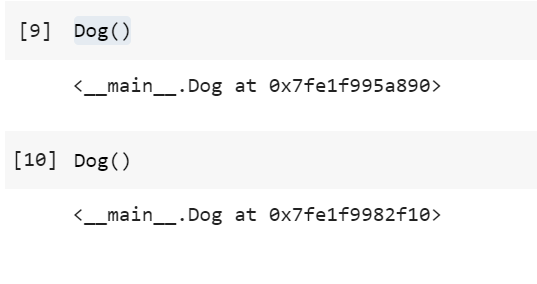 [9] Dog()
<__main__.Dog at 0x7fe1f995a890>
[10] Dog()
<__main__.Dog at 0x7fe1f9982f10>